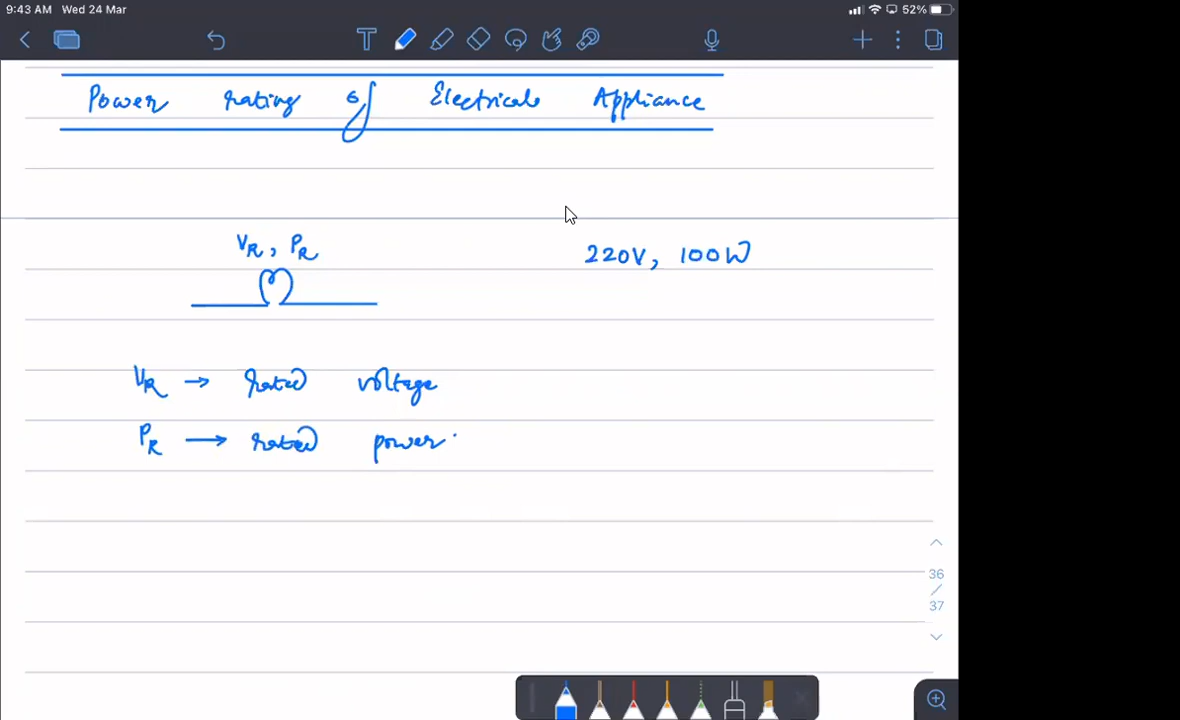 9:43 AM Wed 24 Mar 52%
Power rating of Electrical Appliance
VR, PR 220V, 100W
VR → rated voltage
PR → rated power
36
/
37